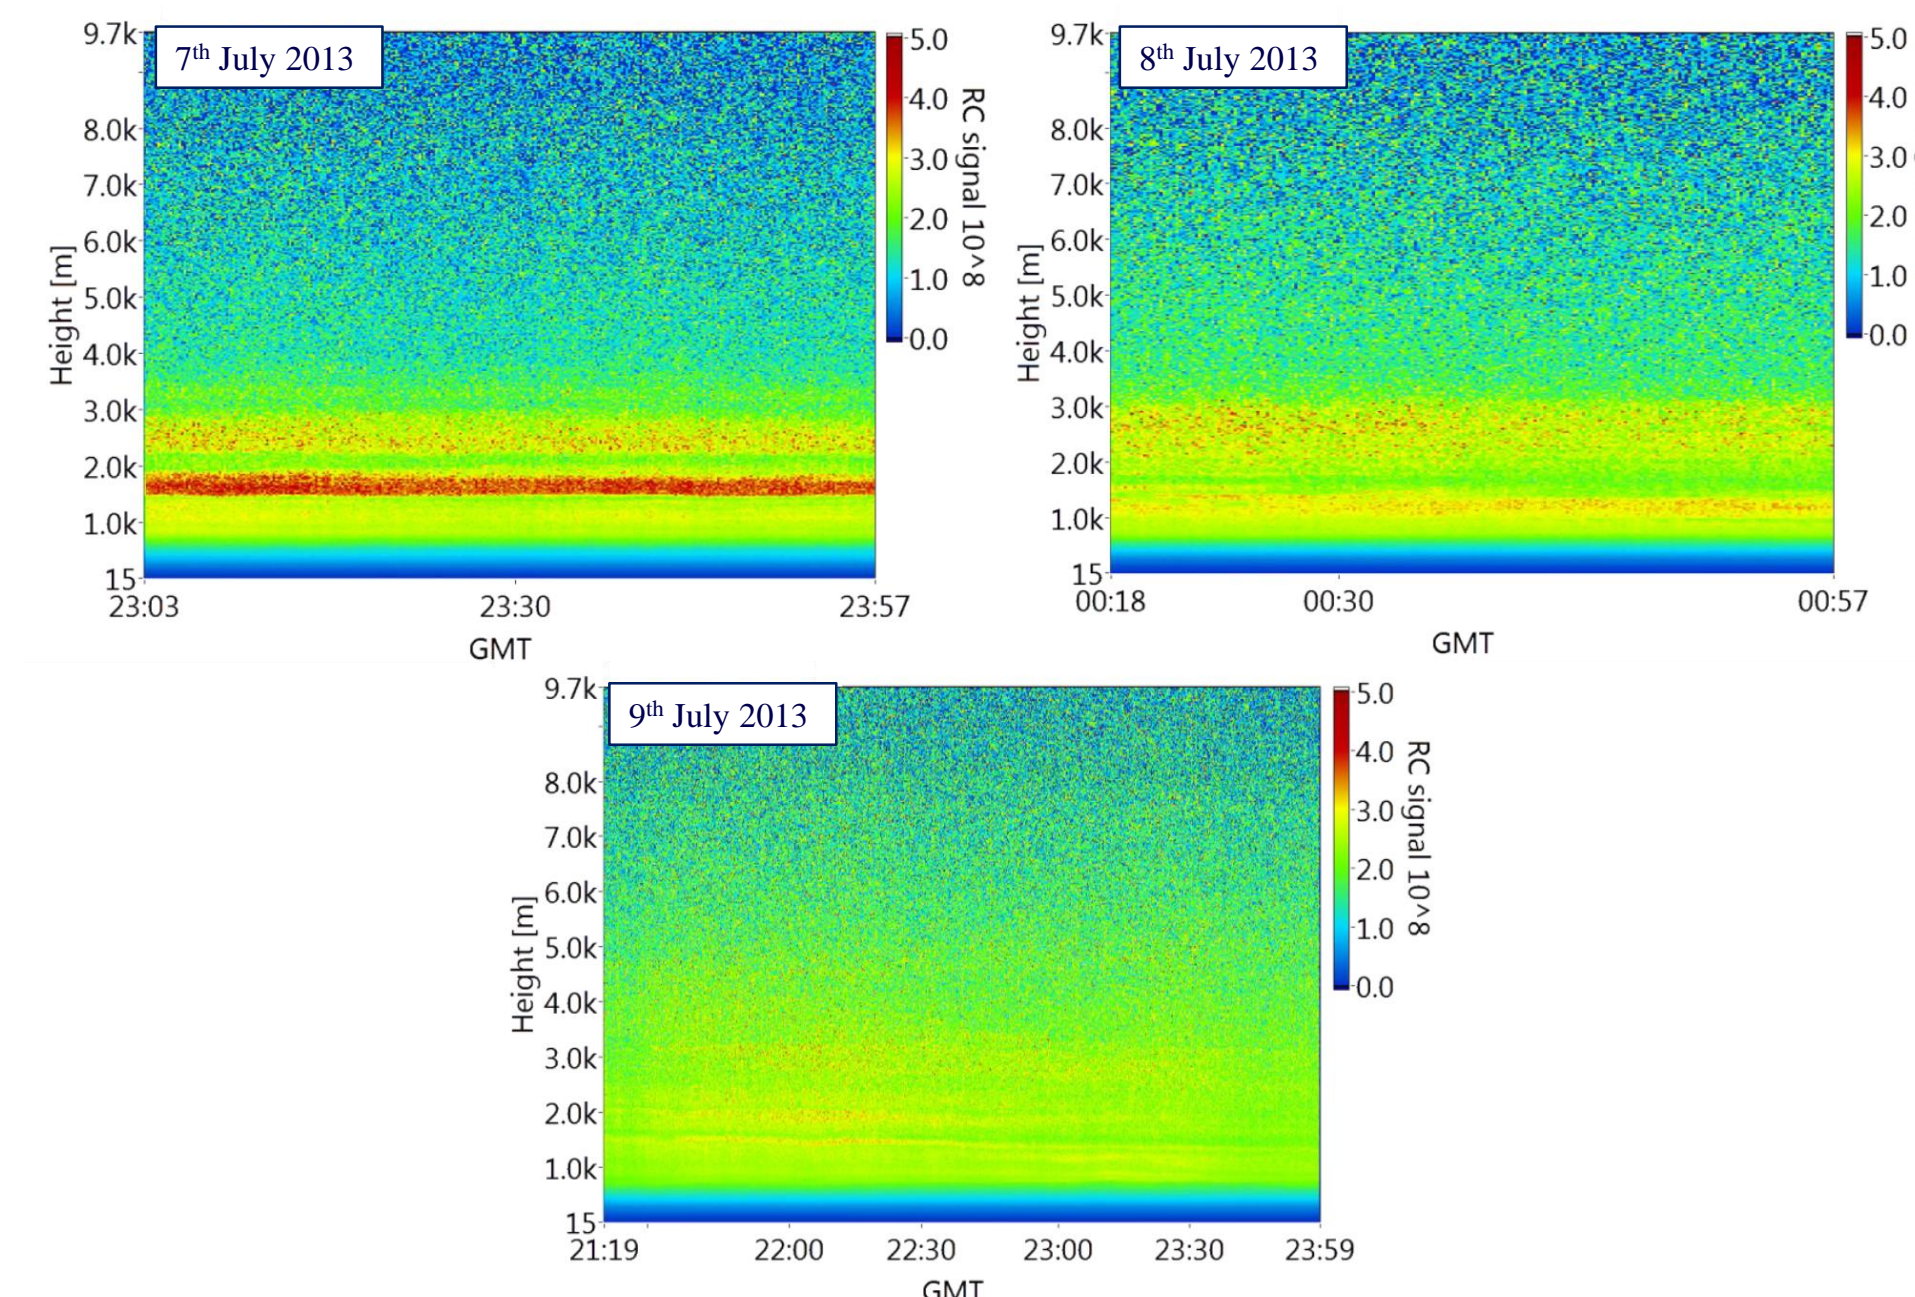 7th July 2013
9.7k
8.0k
7.0k
6.0k
5.0k
4.0k
3.0k
2.0k
1.0k
15
Height [m]
23:03
23:30
23:57
GMT
5.0
4.0
3.0
2.0
1.0
0.0
RC signal 10^8
8th July 2013
9.7k
8.0k
7.0k
6.0k
5.0k
4.0k
3.0k
2.0k
1.0k
15
Height [m]
00:18
00:30
00:57
GMT
5.0
4.0
3.0
2.0
1.0
0.0
9th July 2013
9.7k
8.0k
7.0k
6.0k
5.0k
4.0k
3.0k
2.0k
1.0k
15
Height [m]
21:19
22:00
22:30
23:00
23:30
23:59
GMT
5.0
4.0
3.0
2.0
1.0
0.0
RC signal 10^8